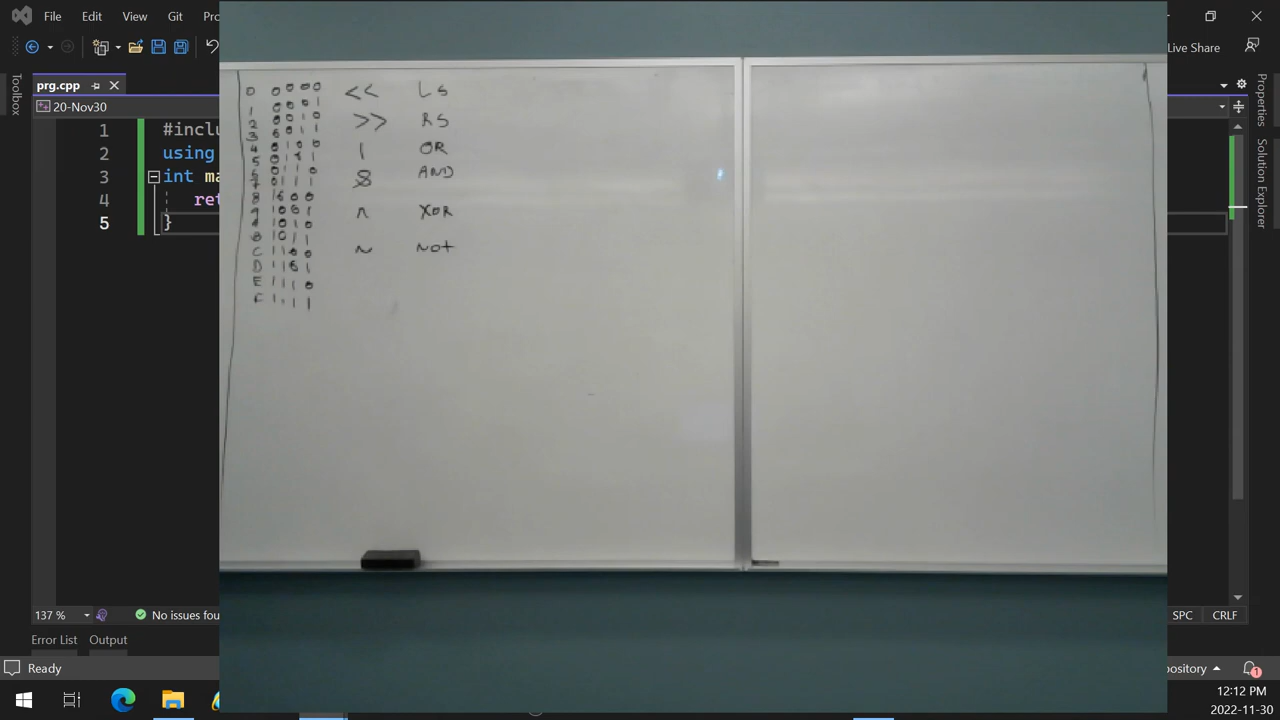 File Edit View Git Pro
Live Share
prg.cpp
20-Nov30
Toolbox
Properties
Solution Explorer
1 #inclu
2 using
3 int ma
4 ret
5 }
0 0000
1 0001
2 0010
3 0011
4 0100
5 0101
6 0110
7 0111
8 1000
9 1001
A 1010
B 1011
C 1100
D 1101
E 1110
F 1111
<< LS
>> RS
| OR
& AND
^ XOR
~ Not
137 % No issues fou
SPC CRLF
Error List Output
Ready
pository 1
12:12 PM
2022-11-30